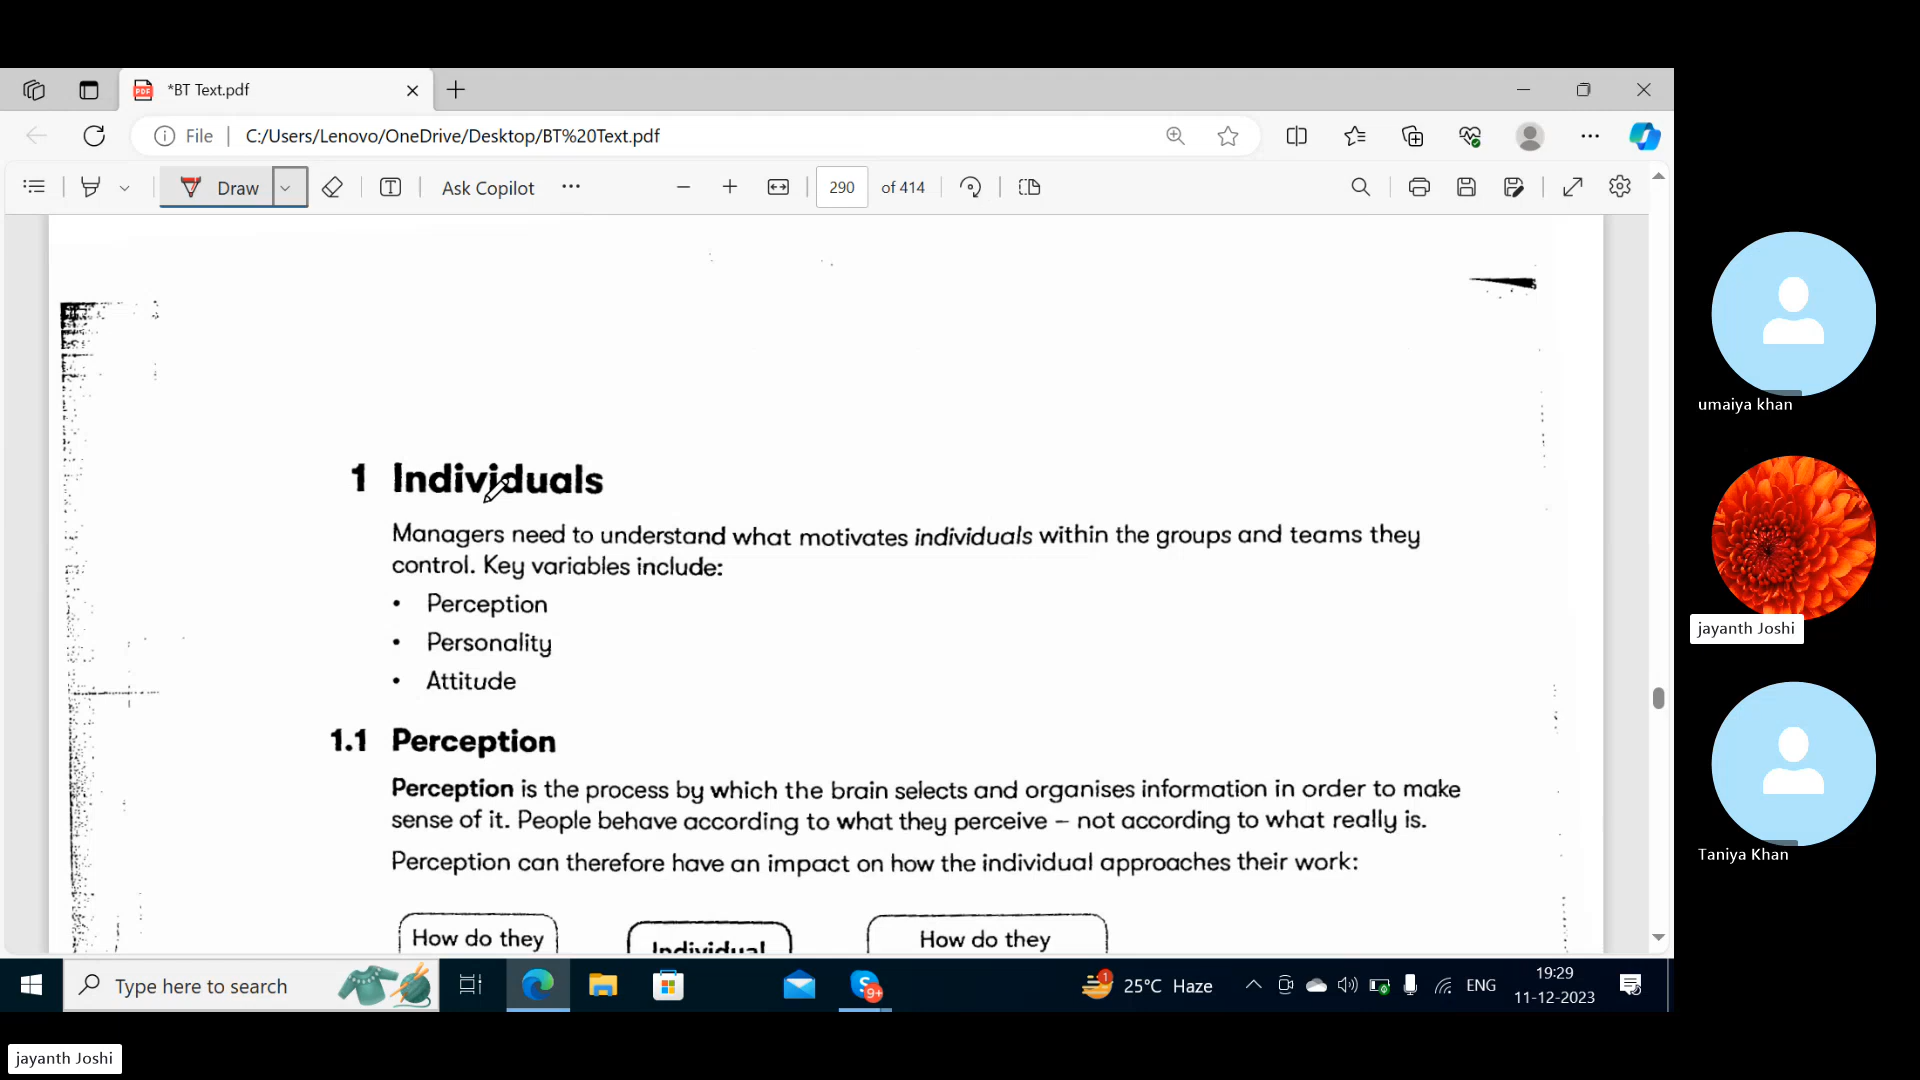 *BT Text.pdf
File
C:/Users/Lenovo/OneDrive/Desktop/BT%20Text.pdf
Draw
Ask Copilot
290
of 414
1 Individuals
Managers need to understand what motivates individuals within the groups and teams they
control. Key variables include:
• Perception
• Personality
• Attitude
1.1 Perception
Perception is the process by which the brain selects and organises information in order to make
sense of it. People behave according to what they perceive – not according to what really is.
Perception can therefore have an impact on how the individual approaches their work:
How do they
Individual
How do they
umaiya khan
jayanth Joshi
Taniya Khan
Type here to search
9+
1
25°C Haze
ENG
19:29
11-12-2023
jayanth Joshi